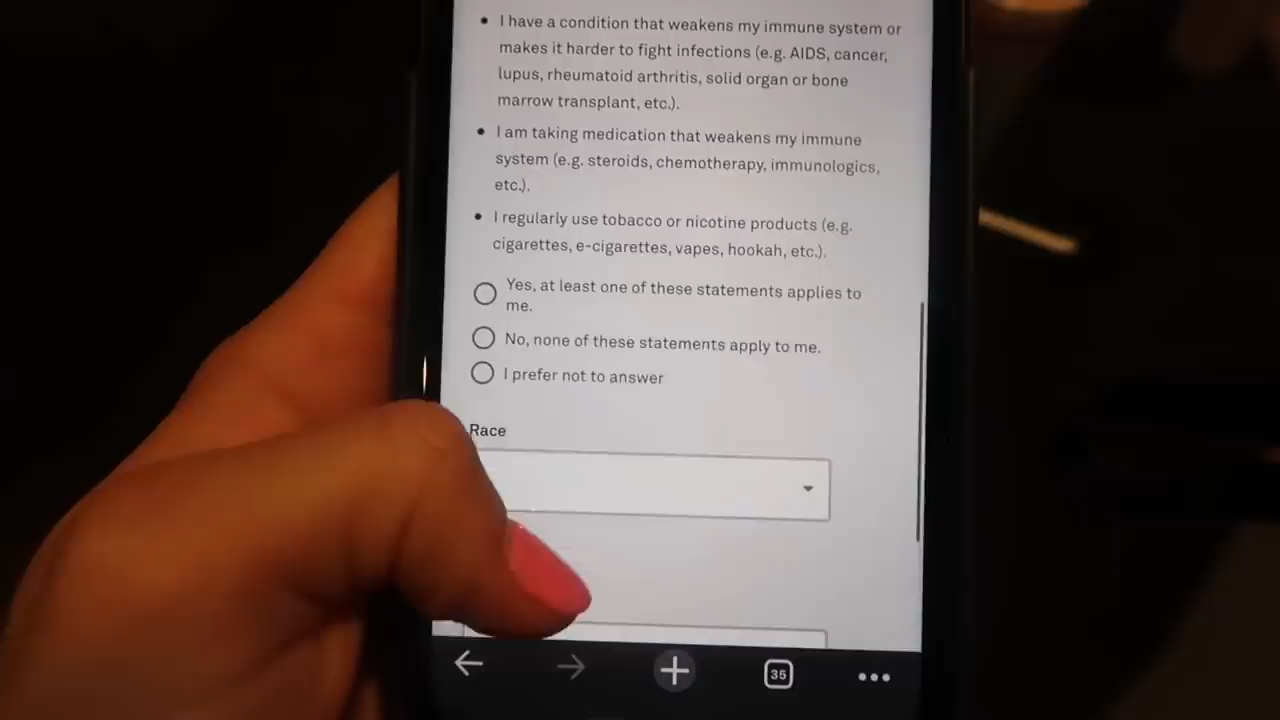 • I have a condition that weakens my immune system or
makes it harder to fight infections (e.g. AIDS, cancer,
lupus, rheumatoid arthritis, solid organ or bone
marrow transplant, etc.).
• I am taking medication that weakens my immune
system (e.g. steroids, chemotherapy, immunologics,
etc.).
• I regularly use tobacco or nicotine products (e.g.
cigarettes, e-cigarettes, vapes, hookah, etc.).
Yes, at least one of these statements applies to
me.
No, none of these statements apply to me.
I prefer not to answer
Race
35